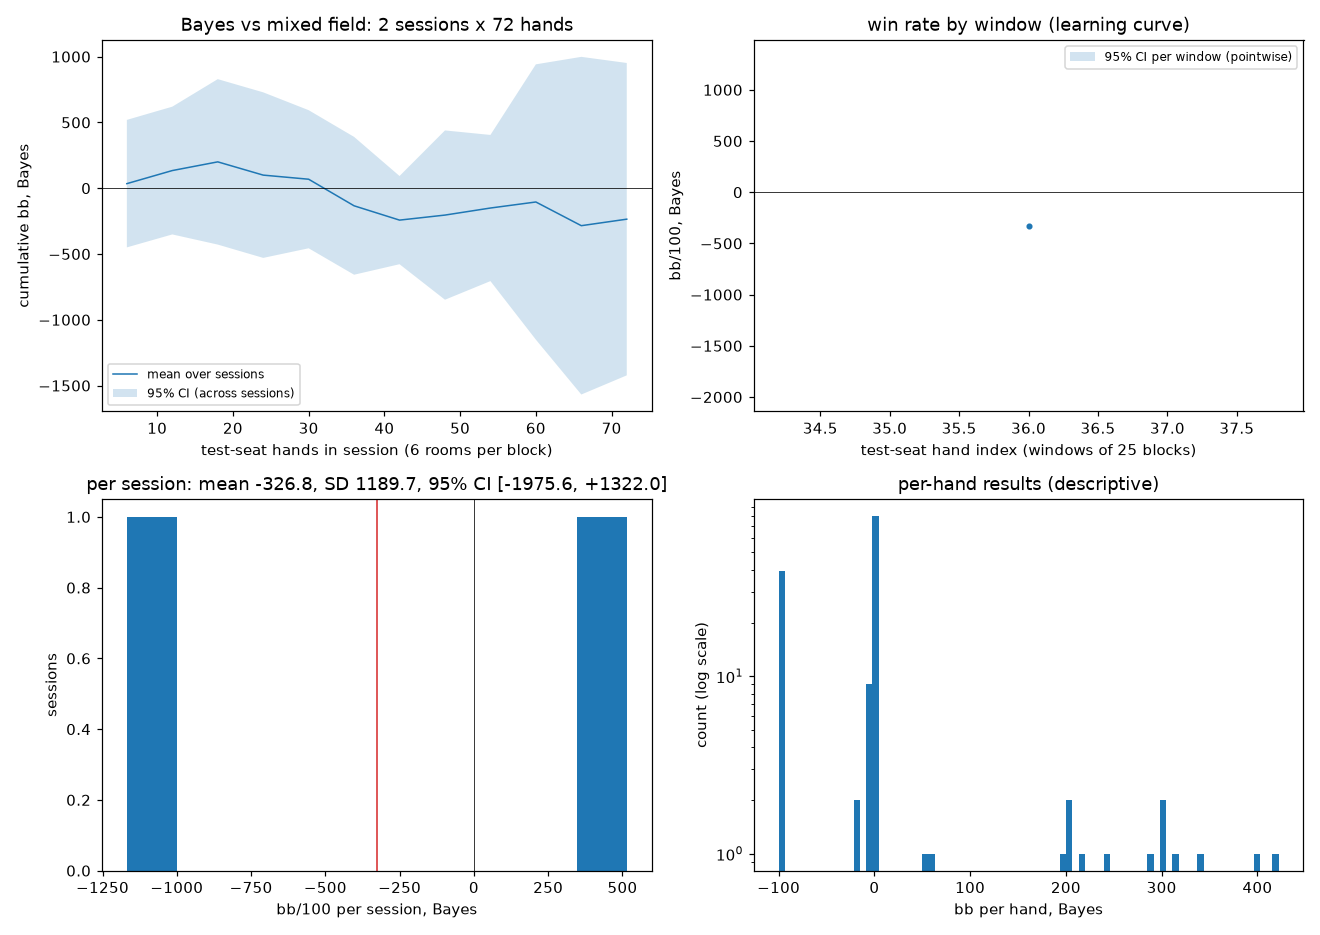 Bayes vs mixed field: 2 sessions x 72 hands
1000
500
0
−500
−1000
−1500
cumulative bb, Bayes
mean over sessions
95% CI (across sessions)
10 20 30 40 50 60 70
test-seat hands in session (6 rooms per block)
win rate by window (learning curve)
95% CI per window (pointwise)
1000
500
0
−500
−1000
−1500
−2000
bb/100, Bayes
34.5 35.0 35.5 36.0 36.5 37.0 37.5
test-seat hand index (windows of 25 blocks)
per session: mean -326.8, SD 1189.7, 95% CI [-1975.6, +1322.0]
1.0
0.8
0.6
0.4
0.2
0.0
sessions
−1250 −1000 −750 −500 −250 0 250 500
bb/100 per session, Bayes
per-hand results (descriptive)
10¹
10⁰
count (log scale)
−100 0 100 200 300 400
bb per hand, Bayes